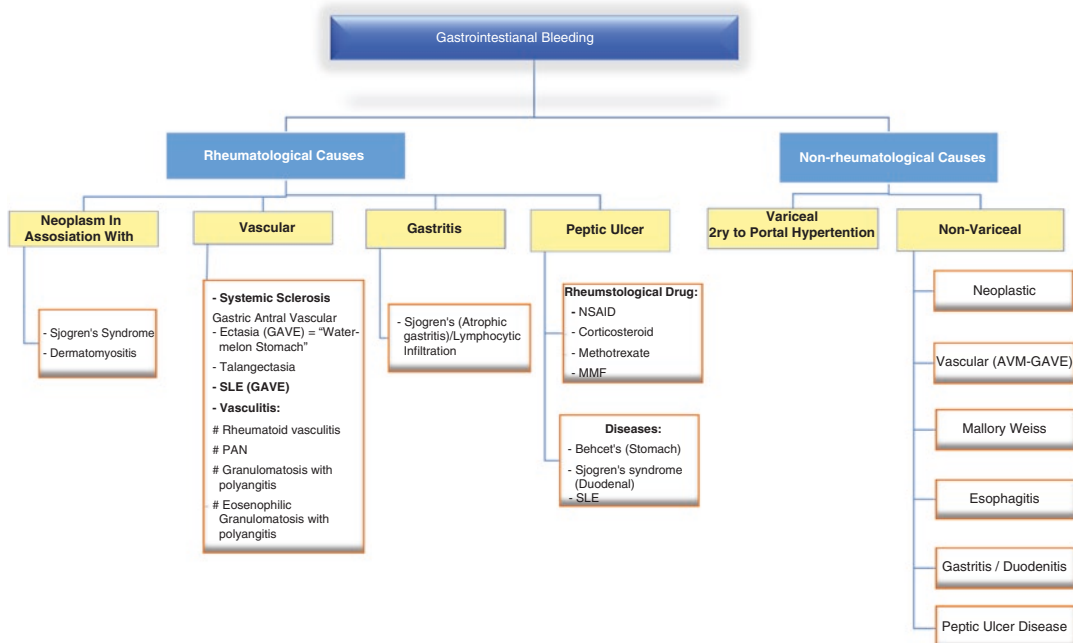 Gastrointestianal Bleeding
Rheumatological Causes
Non-rheumatological Causes
Neoplasm In
Assosiation With
Vascular
Gastritis
Peptic Ulcer
Variceal
2ry to Portal Hypertention
Non-Variceal
- Sjogren's Syndrome
- Dermatomyositis
- Systemic Sclerosis
Gastric Antral Vascular
- Ectasia (GAVE) = “Water-
melon Stomach”
- Talangectasia
- SLE (GAVE)
- Vasculitis:
# Rheumatoid vasculitis
# PAN
# Granulomatosis with
polyangitis
# Eosenophilic
Granulomatosis with
polyangitis
- Sjogren's (Atrophic
gastritis)/Lymphocytic
Infiltration
Rheumstological Drug:
- NSAID
- Corticosteroid
- Methotrexate
- MMF
Diseases:
- Behcet's (Stomach)
- Sjogren's syndrome
(Duodenal)
- SLE
Neoplastic
Vascular (AVM-GAVE)
Mallory Weiss
Esophagitis
Gastritis / Duodenitis
Peptic Ulcer Disease